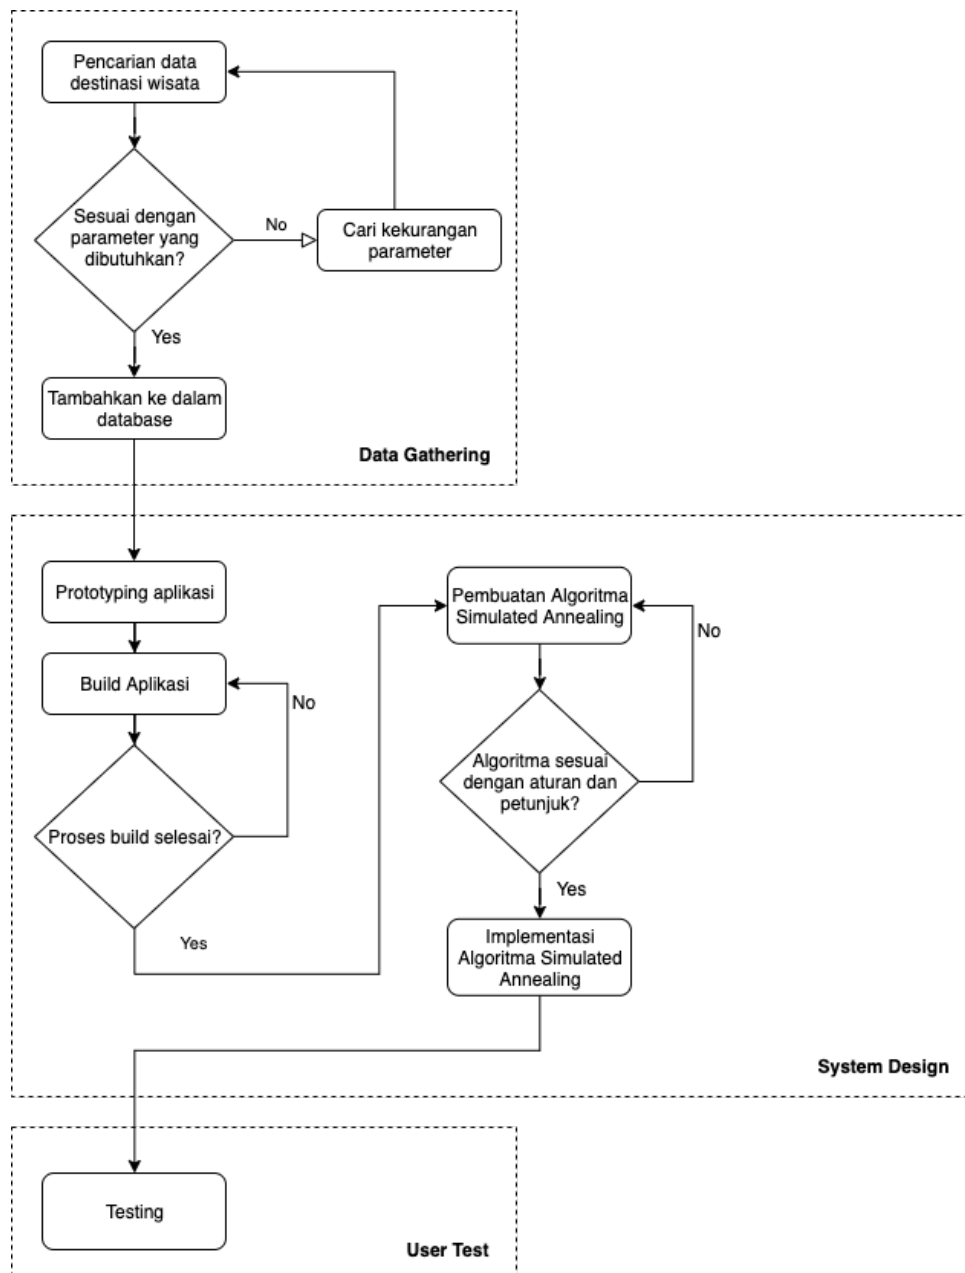 Pencarian data
destinasi wisata
Sesuai dengan
parameter yang
dibutuhkan?
No
Cari kekurangan
parameter
Yes
Tambahkan ke dalam
database
Data Gathering
Prototyping aplikasi
Build Aplikasi
No
Proses build selesai?
Yes
Pembuatan Algoritma
Simulated Annealing
No
Algoritma sesuai
dengan aturan dan
petunjuk?
Yes
Implementasi
Algoritma Simulated
Annealing
System Design
Testing
User Test